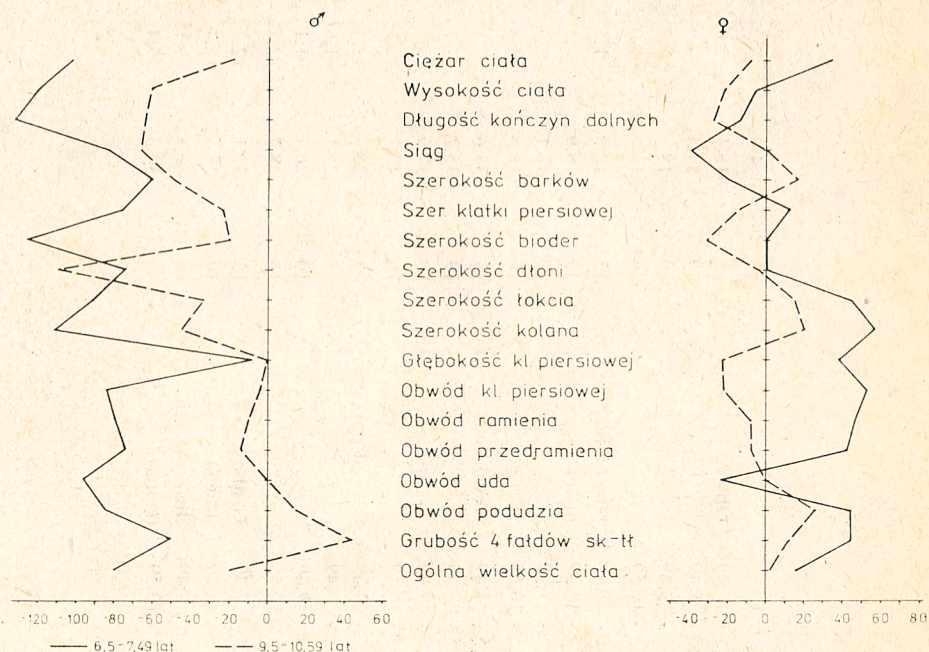 ♂ ♀
Ciężar ciała
Wysokość ciała
Długość kończyn dolnych
Siąg
Szerokość barków
Szer. klatki piersiowej
Szerokość bioder
Szerokość dłoni
Szerokość łokcia
Szerokość kolana
Głębokość kl. piersiowej
Obwód kl. piersiowej
Obwód ramienia
Obwód przedramienia
Obwód uda
Obwód podudzia
Grubość 4 fałdów sk.-tł.
Ogólna wielkość ciała
-120 -100 -80 -60 -40 -20 0 20 40 60 -40 -20 0 20 40 60 80
6,5-7,49 lat 9,5-10,59 lat